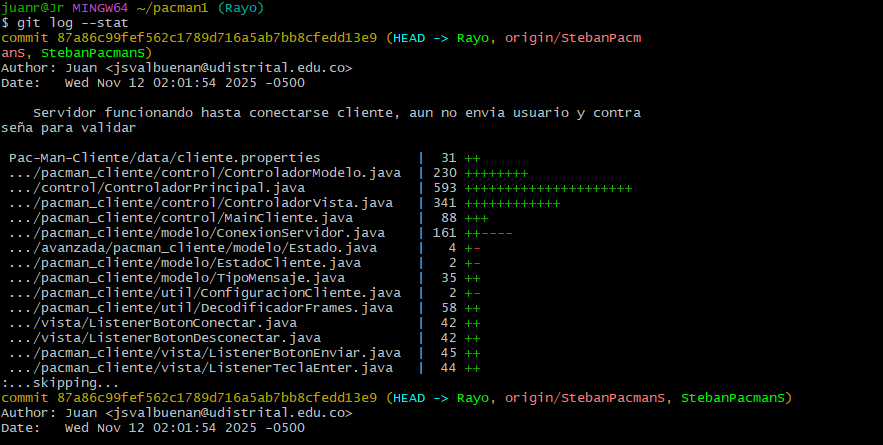 juanr@Jr MINGW64 ~/pacman1 (Rayo)
$ git log --stat
commit 87a86c99fef562c1789d716a5ab7bb8cfedd13e9 (HEAD -> Rayo, origin/StebanPacm
anS, StebanPacmanS)
Author: Juan <jsvalbuenan@udistrital.edu.co>
Date:   Wed Nov 12 02:01:54 2025 -0500

    Servidor funcionando hasta conectarse cliente, aun no envia usuario y contra
seña para validar

 Pac-Man-Cliente/data/cliente.properties            |  31 ++
 .../pacman_cliente/control/ControladorModelo.java  | 230 ++++++++
 .../control/ControladorPrincipal.java              | 593 +++++++++++++++++++++
 .../pacman_cliente/control/ControladorVista.java   | 341 ++++++++++++
 .../pacman_cliente/control/MainCliente.java        |  88 +++
 .../pacman_cliente/modelo/ConexionServidor.java    | 161 ++----
 .../avanzada/pacman_cliente/modelo/Estado.java     |   4 +-
 .../pacman_cliente/modelo/EstadoCliente.java       |   2 +-
 .../pacman_cliente/modelo/TipoMensaje.java         |  35 ++
 .../pacman_cliente/util/ConfiguracionCliente.java  |   2 +-
 .../pacman_cliente/util/DecodificadorFrames.java   |  58 ++
 .../vista/ListenerBotonConectar.java               |  42 ++
 .../vista/ListenerBotonDesconectar.java            |  42 ++
 .../pacman_cliente/vista/ListenerBotonEnviar.java  |  45 ++
 .../pacman_cliente/vista/ListenerTeclaEnter.java   |  44 ++
:...skipping...
commit 87a86c99fef562c1789d716a5ab7bb8cfedd13e9 (HEAD -> Rayo, origin/StebanPacmanS, StebanPacmanS)
Author: Juan <jsvalbuenan@udistrital.edu.co>
Date:   Wed Nov 12 02:01:54 2025 -0500